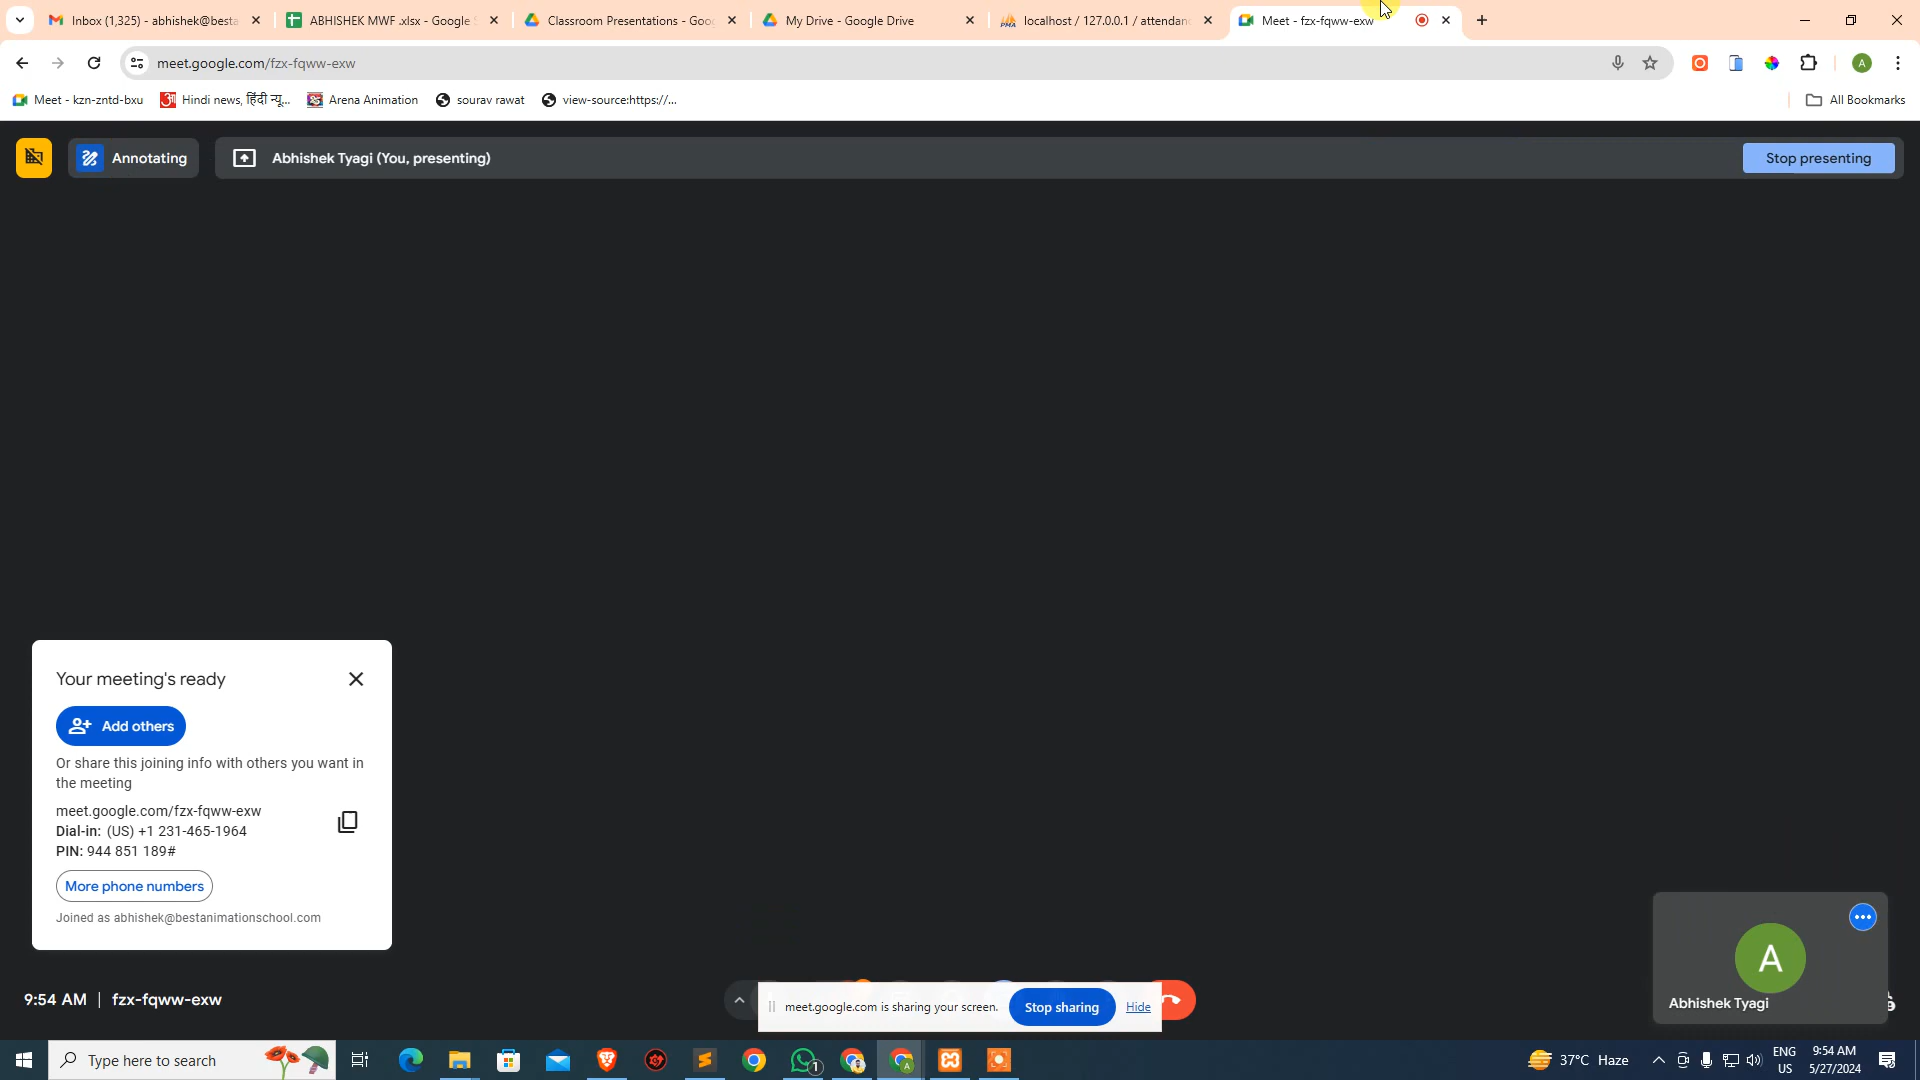 Inbox (1,325) - abhishek@besta
ABHISHEK MWF .xlsx - Google S
Classroom Presentations - Goog
My Drive - Google Drive
localhost / 127.0.0.1 / attendanc
Meet - fzx-fqww-exw
meet.google.com/fzx-fqww-exw
A
Meet - kzn-zntd-bxu
Hindi news, हिंदी न्यू...
Arena Animation
sourav rawat
view-source:https://...
All Bookmarks
Annotating
Abhishek Tyagi (You, presenting)
Stop presenting
Your meeting's ready
Add others
Or share this joining info with others you want in
the meeting
meet.google.com/fzx-fqww-exw
Dial-in: (US) +1 231-465-1964
PIN: 944 851 189#
More phone numbers
Joined as abhishek@bestanimationschool.com
A
Abhishek Tyagi
9:54 AM | fzx-fqww-exw
meet.google.com is sharing your screen.
Stop sharing
Hide
Type here to search
1
37°C Haze
ENG
US
9:54 AM
5/27/2024